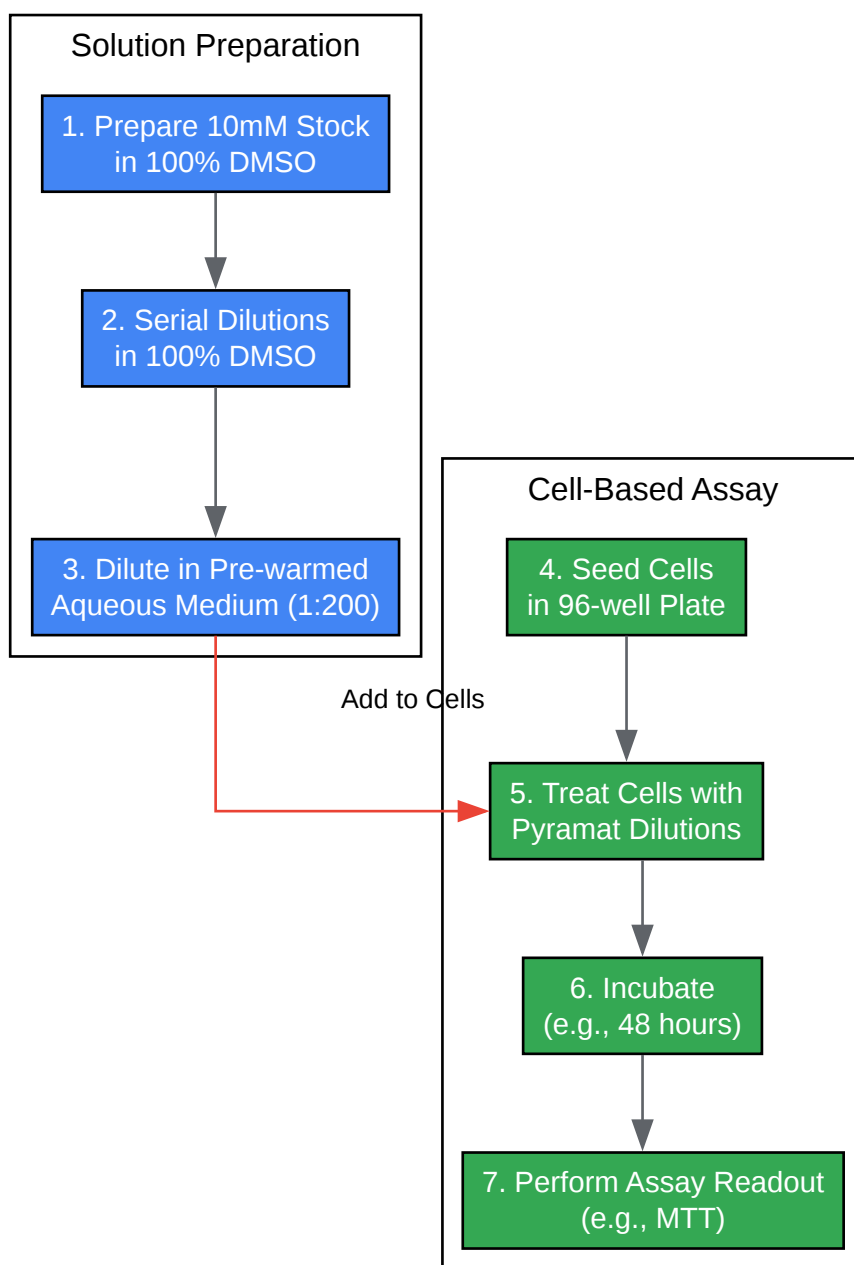 Solution Preparation
1. Prepare 10mM Stock
in 100% DMSO
2. Serial Dilutions
in 100% DMSO
3. Dilute in Pre-warmed
Aqueous Medium (1:200)
Add to Cells
Cell-Based Assay
4. Seed Cells
in 96-well Plate
5. Treat Cells with
Pyramat Dilutions
6. Incubate
(e.g., 48 hours)
7. Perform Assay Readout
(e.g., MTT)